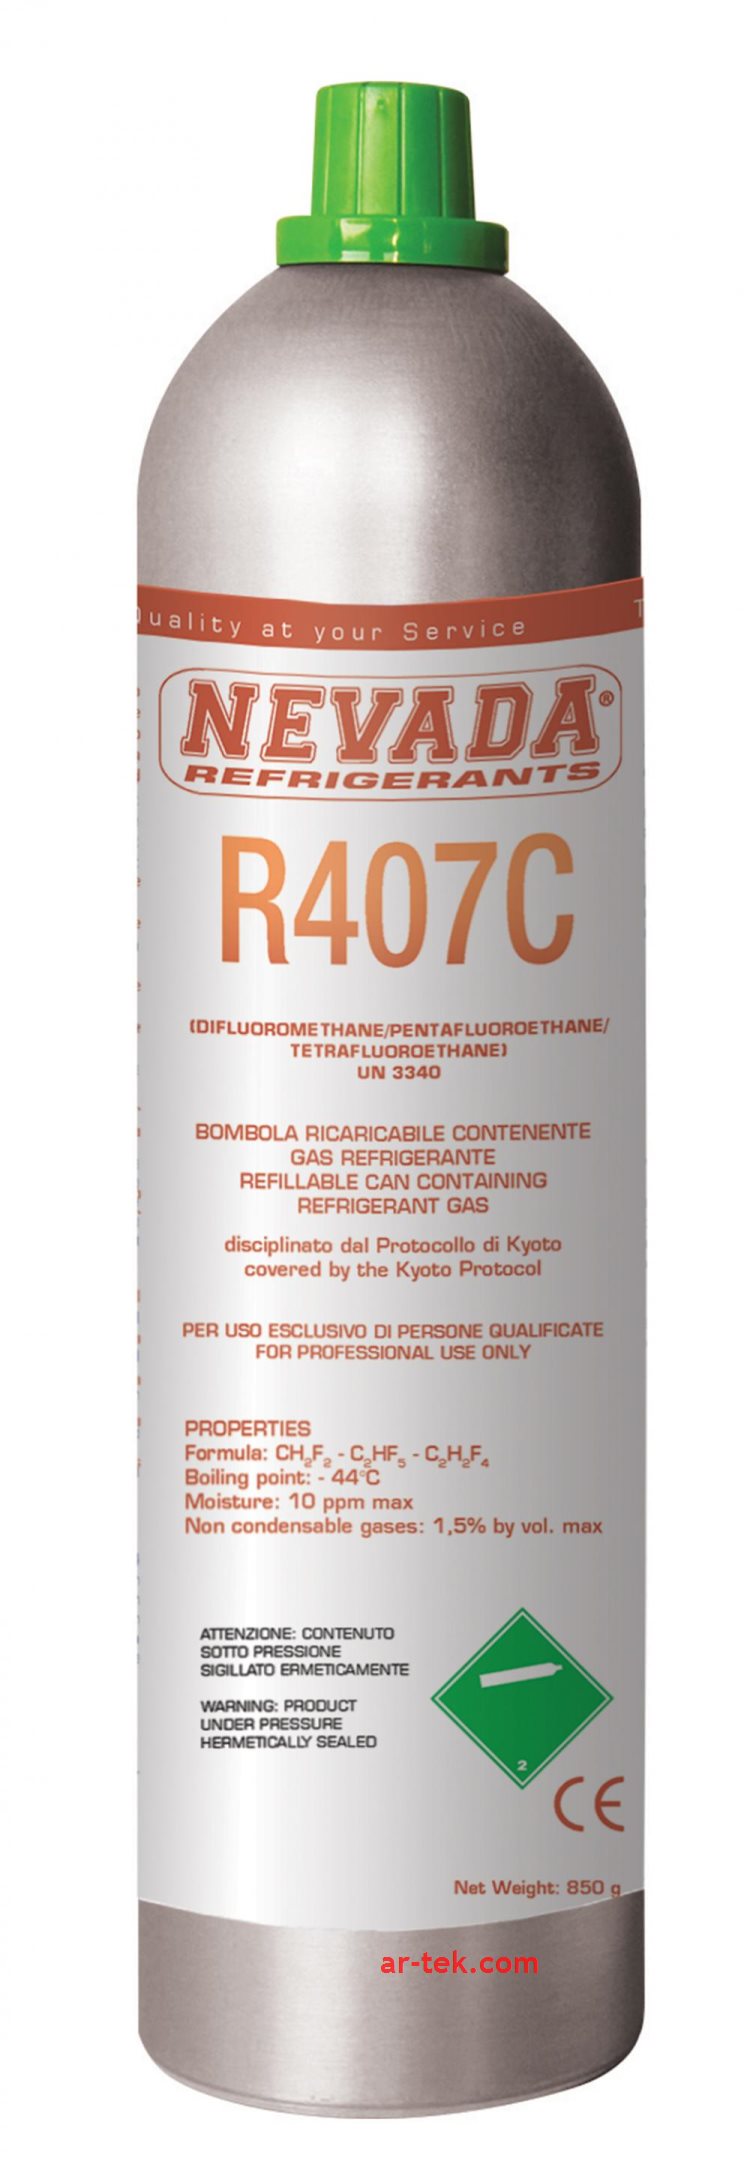 Quality at your Service
NEVADA®
REFRIGERANTS
R407C
(DIFLUOROMETHANE/PENTAFLUOROETHANE/
TETRAFLUOROETHANE)
UN 3340
BOMBOLA RICARICABILE CONTENENTE
GAS REFRIGERANTE
REFILLABLE CAN CONTAINING
REFRIGERANT GAS
disciplinato dal Protocollo di Kyoto
covered by the Kyoto Protocol
PER USO ESCLUSIVO DI PERSONE QUALIFICATE
FOR PROFESSIONAL USE ONLY
PROPERTIES
Formula: CH₂F₂ - C₂HF₅ - C₂H₂F₄
Boiling point: - 44°C
Moisture: 10 ppm max
Non condensable gases: 1,5% by vol. max
ATTENZIONE: CONTENUTO
SOTTO PRESSIONE
SIGILLATO ERMETICAMENTE
WARNING: PRODUCT
UNDER PRESSURE
HERMETICALLY SEALED
2
CE
Net Weight: 850 g
ar-tek.com